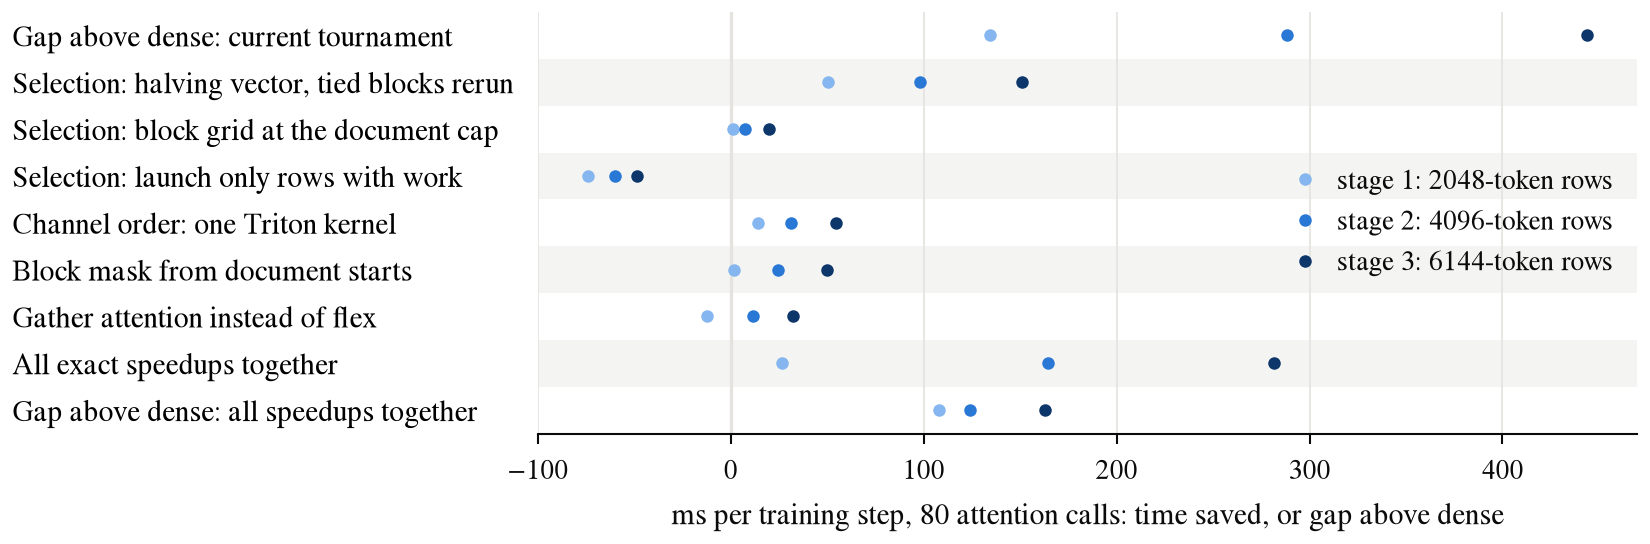 Gap above dense: current tournament
Selection: halving vector, tied blocks rerun
Selection: block grid at the document cap
Selection: launch only rows with work
Channel order: one Triton kernel
Block mask from document starts
Gather attention instead of flex
All exact speedups together
Gap above dense: all speedups together
stage 1: 2048-token rows
stage 2: 4096-token rows
stage 3: 6144-token rows
−100 0 100 200 300 400
ms per training step, 80 attention calls: time saved, or gap above dense